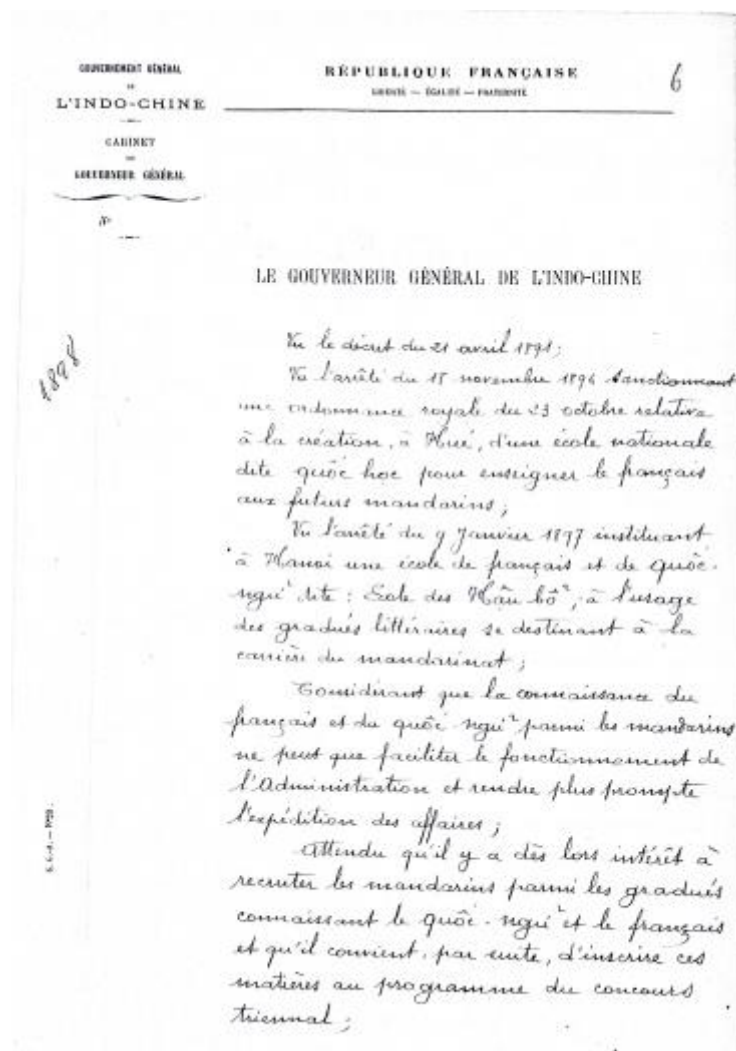 GOUVERNEMENT GÉNÉRAL
DE
L'INDO-CHINE
CABINET
DU
GOUVERNEUR GÉNÉRAL
N°
RÉPUBLIQUE FRANÇAISE
LIBERTÉ — ÉGALITÉ — FRATERNITÉ
6
LE GOUVERNEUR GÉNÉRAL DE L'INDO-CHINE
1898
Vu le décret du 21 avril 1891;
Vu l'arrêté du 18 novembre 1896 sanctionnant
une ordonnance royale du 23 octobre relative
à la création, à Hué, d'une école nationale
dite quôc hoc pour enseigner le français
aux futurs mandarins;
Vu l'arrêté du 9 Janvier 1897 instituant
à Hanoi une école de français et de quôc-
ngu' dite : Ecole des Hâu bô, à l'usage
des gradués littéraires se destinant à la
carrière du mandarinat;
Considérant que la connaissance du
français et du quôc ngu' parmi les mandarins
ne peut que faciliter le fonctionnement de
l'Administration et rendre plus prompte
l'expédition des affaires;
Attendu qu'il y a dès lors intérêt à
recruter les mandarins parmi les gradués
connaissant le quôc-ngu' et le français
et qu'il convient, par suite, d'inscrire ces
matières au programme du concours
triennal;